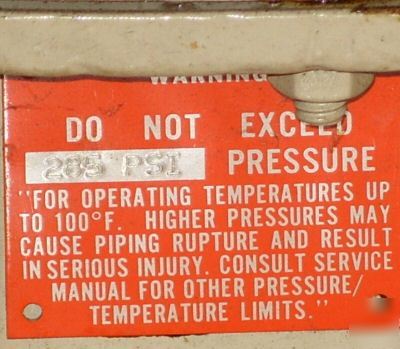 WARNING
DO NOT EXCEED
285 PSI PRESSURE
"FOR OPERATING TEMPERATURES UP
TO 100°F. HIGHER PRESSURES MAY
CAUSE PIPING RUPTURE AND RESULT
IN SERIOUS INJURY. CONSULT SERVICE
MANUAL FOR OTHER PRESSURE/
TEMPERATURE LIMITS."